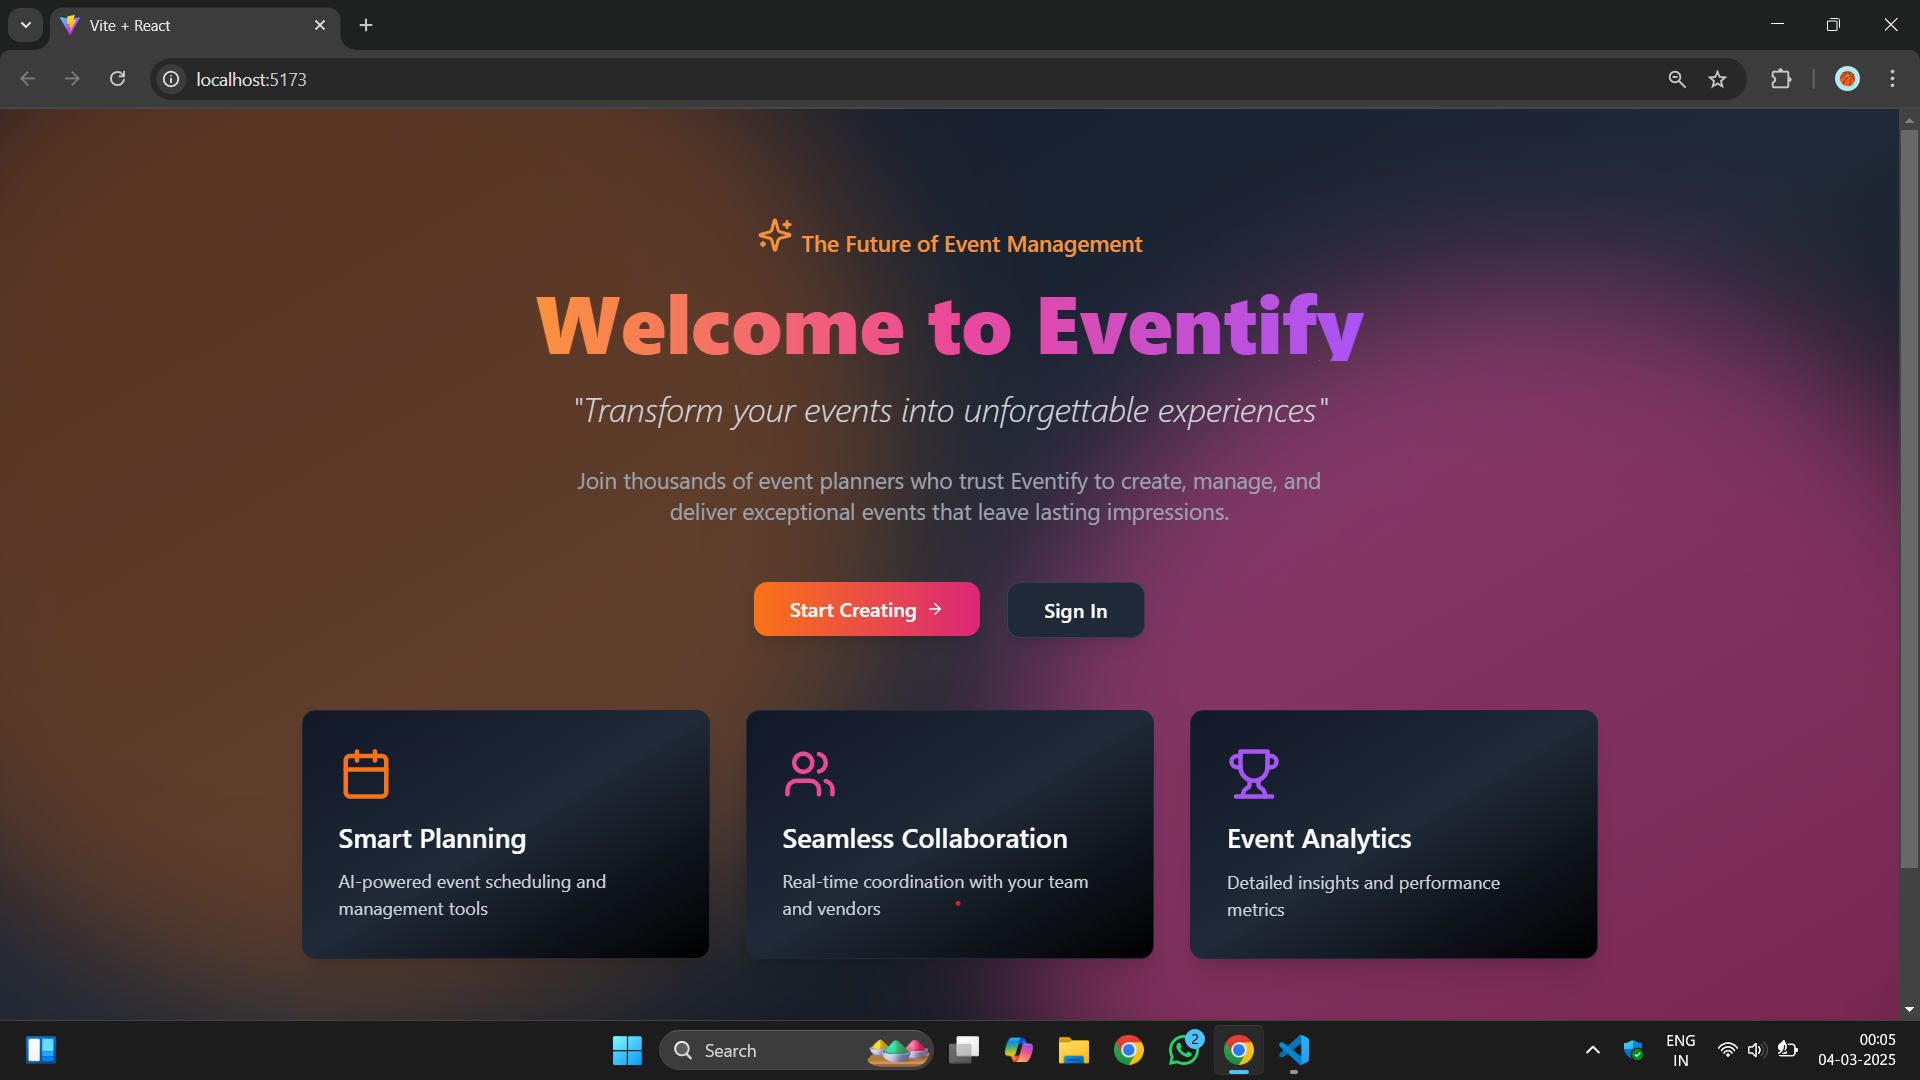 Vite + React
localhost:5173
The Future of Event Management
Welcome to Eventify
"Transform your events into unforgettable experiences"
Join thousands of event planners who trust Eventify to create, manage, and
deliver exceptional events that leave lasting impressions.
Start Creating →
Sign In
Smart Planning
AI-powered event scheduling and
management tools
Seamless Collaboration
Real-time coordination with your team
and vendors
Event Analytics
Detailed insights and performance
metrics
Search
2
ENG
IN
00:05
04-03-2025